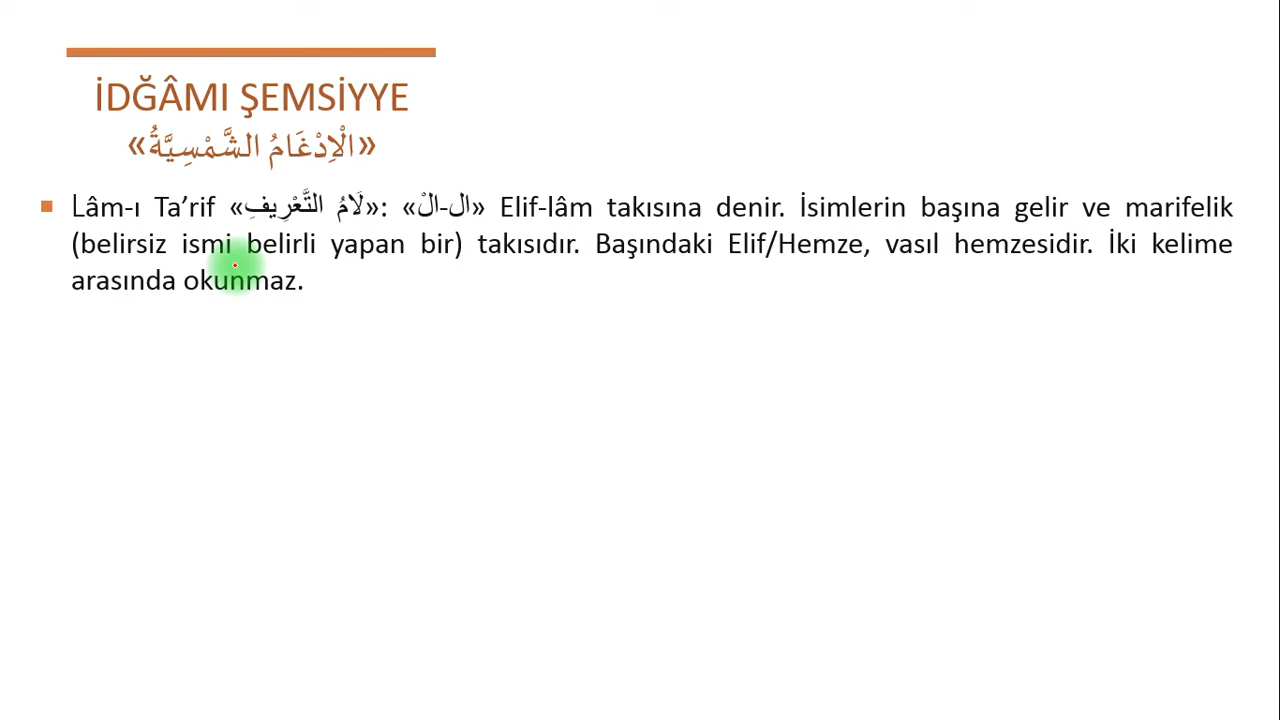 İDĞÂMI ŞEMSİYYE
«الْاِدْغَامُ الشَّمْسِيَّةُ»
Lâm-ı Ta’rif «لَامُ التَّعْرِيفِ»: «ال-الْ» Elif-lâm takısına denir. İsimlerin başına gelir ve marifelik
(belirsiz ismi belirli yapan bir) takısıdır. Başındaki Elif/Hemze, vasıl hemzesidir. İki kelime
arasında okunmaz.